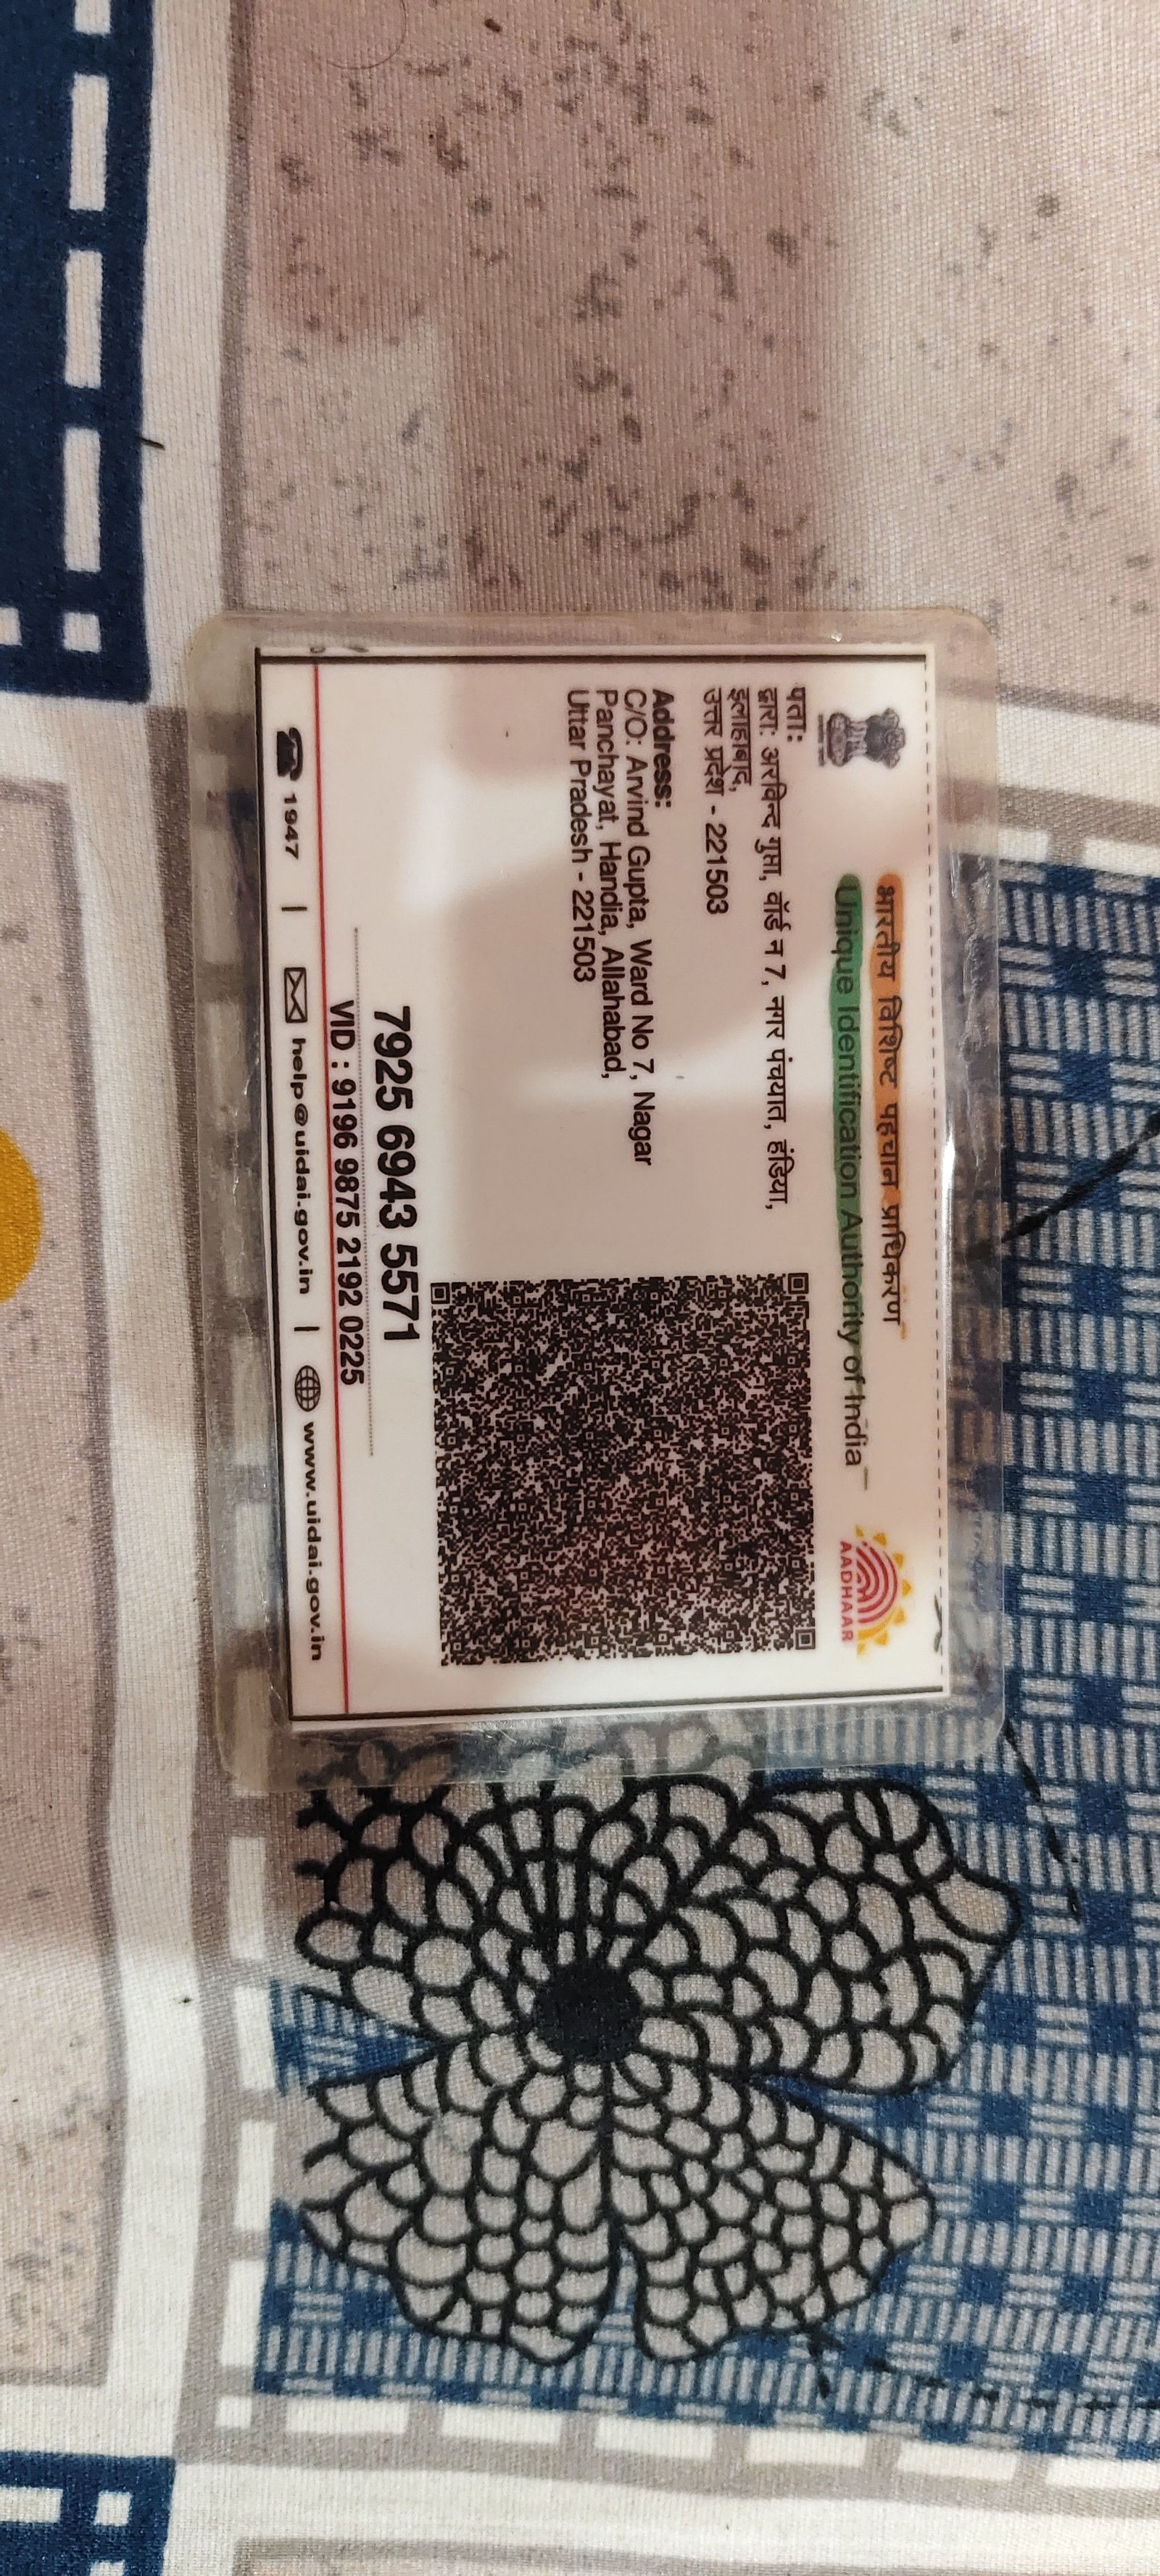 भारतीय विशिष्ट पहचान प्राधिकरण
Unique Identification Authority of India
AADHAAR
पता:
द्वारा: अरविन्द गुप्ता, वॉर्ड न 7, नगर पंचयात, हंडिया,
इलाहाबाद,
उत्तर प्रदेश - 221503
Address:
C/O: Arvind Gupta, Ward No 7, Nagar
Panchayat, Handia, Allahabad,
Uttar Pradesh - 221503
7925 6943 5571
VID : 9196 9875 2192 0225
1947 | help@uidai.gov.in | www.uidai.gov.in